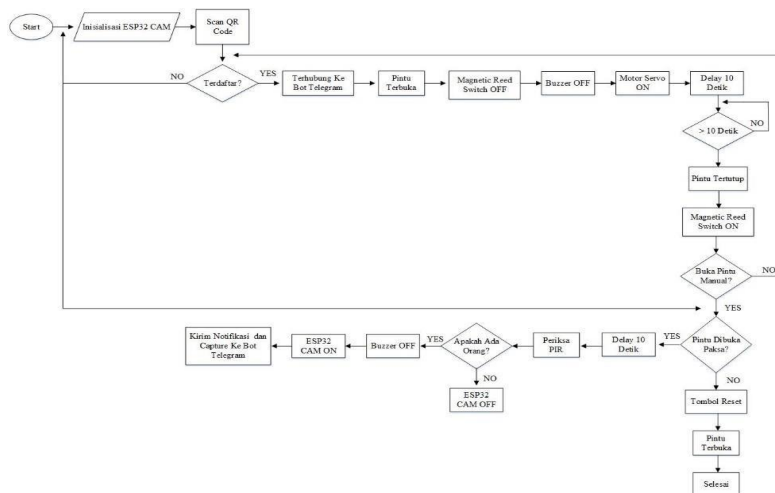 Start
Inisialisasi ESP32 CAM
Scan QR
Code
NO
Terdaftar?
YES
Terhubung Ke
Bot Telegram
Pintu
Terbuka
Magnetic Reed
Switch OFF
Buzzer OFF
Motor Servo
ON
Delay 10
Detik
> 10 Detik
NO
Pintu Tertutup
Magnetic Reed
Switch ON
Buka Pintu
Manual?
NO
YES
Pintu Dibuka
Paksa?
YES
Delay 10
Detik
Periksa
PIR
Apakah Ada
Orang?
YES
Buzzer OFF
ESP32
CAM ON
Kirim Notifikasi dan
Capture Ke Bot
Telegram
NO
ESP32
CAM OFF
NO
Tombol Reset
Pintu
Terbuka
Selesai